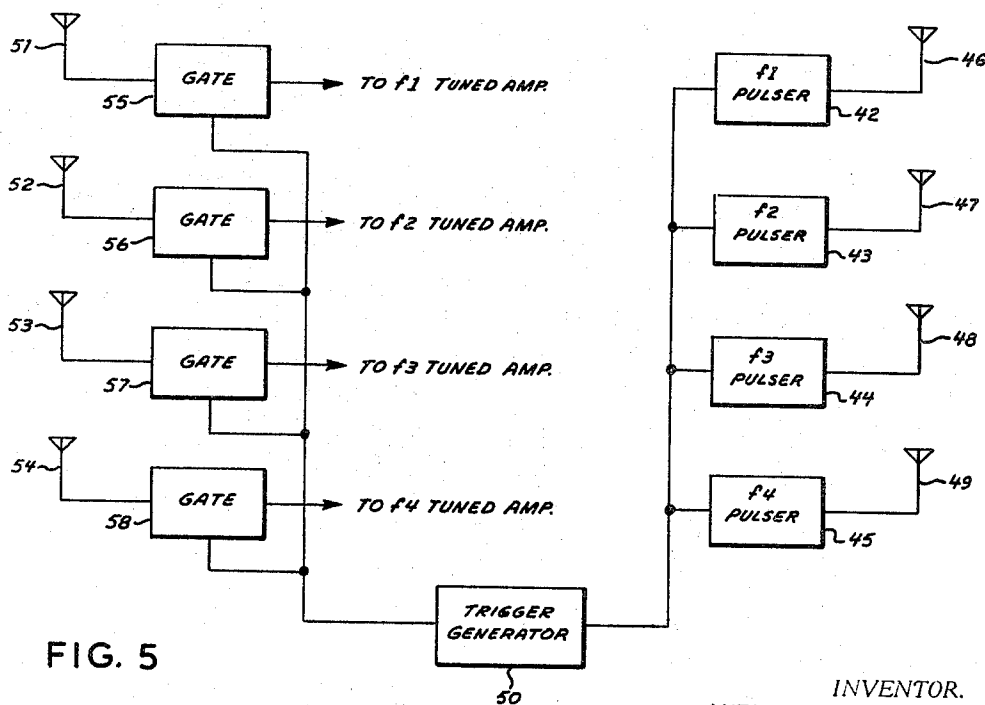 51
GATE
55
TO f1 TUNED AMP.
52
GATE
56
TO f2 TUNED AMP.
53
GATE
57
TO f3 TUNED AMP.
54
GATE
58
TO f4 TUNED AMP.
f1
PULSER
42
46
f2
PULSER
43
47
f3
PULSER
44
48
f4
PULSER
45
49
TRIGGER
GENERATOR
50
FIG. 5
INVENTOR.